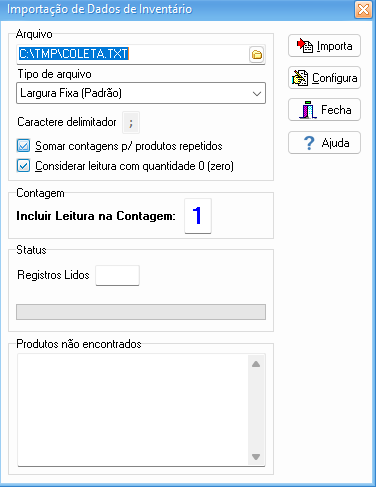 Importação de Dados de Inventário
Arquivo
C:\TMP\COLETA.TXT
Importa
Tipo de arquivo
Largura Fixa (Padrão)
Configura
Caractere delimitador ;
Fecha
Somar contagens p/ produtos repetidos
Ajuda
Considerar leitura com quantidade 0 (zero)
Contagem
Incluir Leitura na Contagem: 1
Status
Registros Lidos
Produtos não encontrados